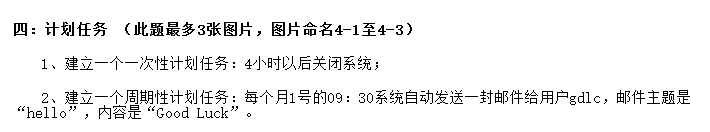 四：计划任务 （此题最多3张图片，图片命名4-1至4-3）
1、建立一个一次性计划任务：4小时以后关闭系统；
2、建立一个周期性计划任务：每个月1号的09：30系统自动发送一封邮件给用户gdlc，邮件主题是
“hello”，内容是“Good Luck”。